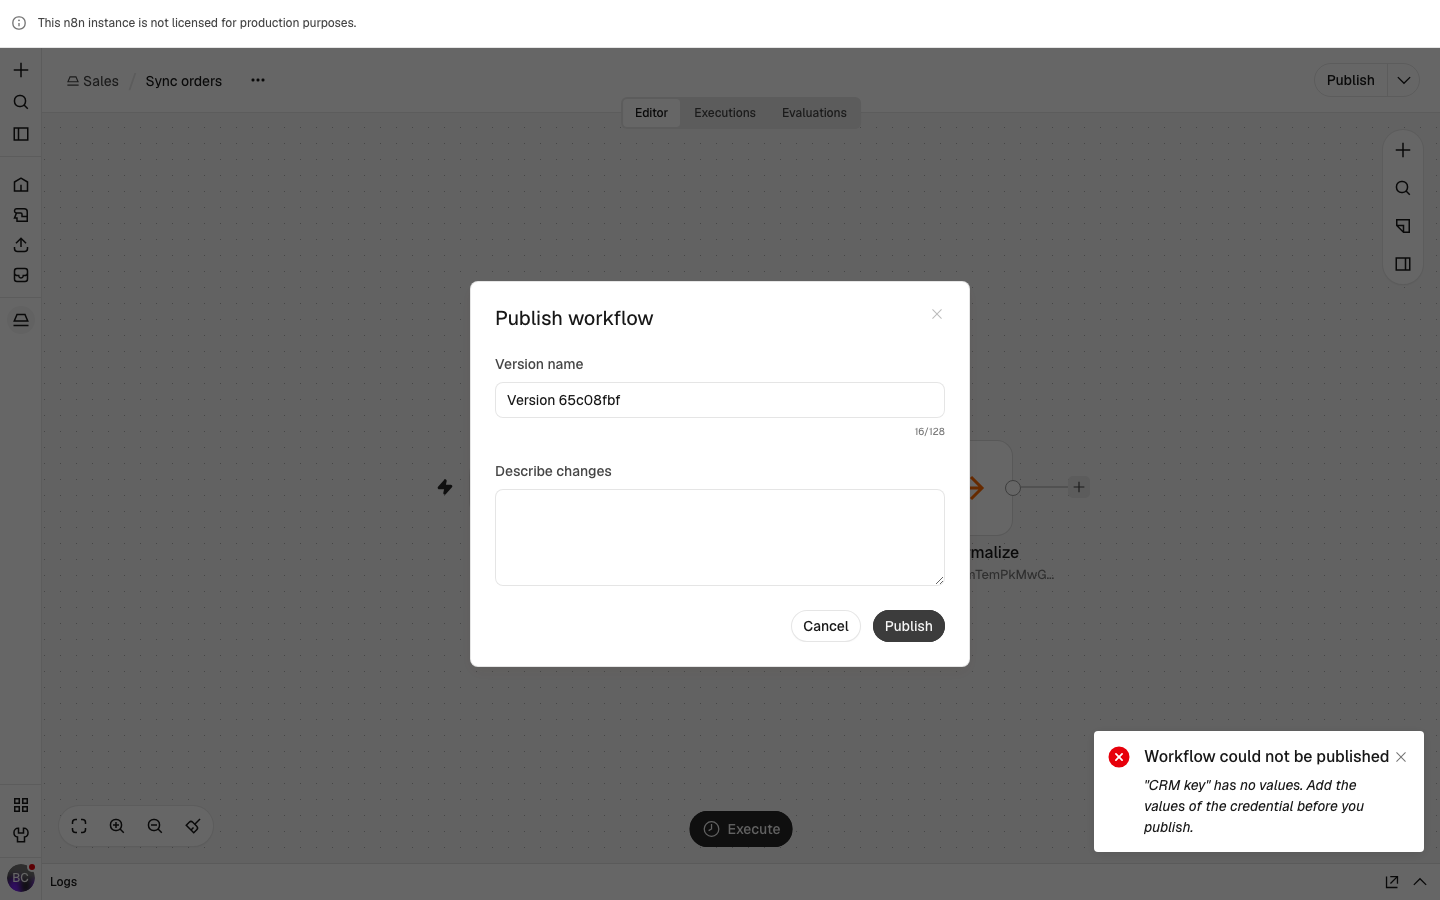 This n8n instance is not licensed for production purposes.
Sales / Sync orders
Publish
Editor Executions Evaluations
Publish workflow
Version name
Version 65c08fbf
16/128
Describe changes
rmalize
nTemPkMwG...
Cancel Publish
Workflow could not be published
"CRM key" has no values. Add the
values of the credential before you
publish.
Execute
BC
Logs